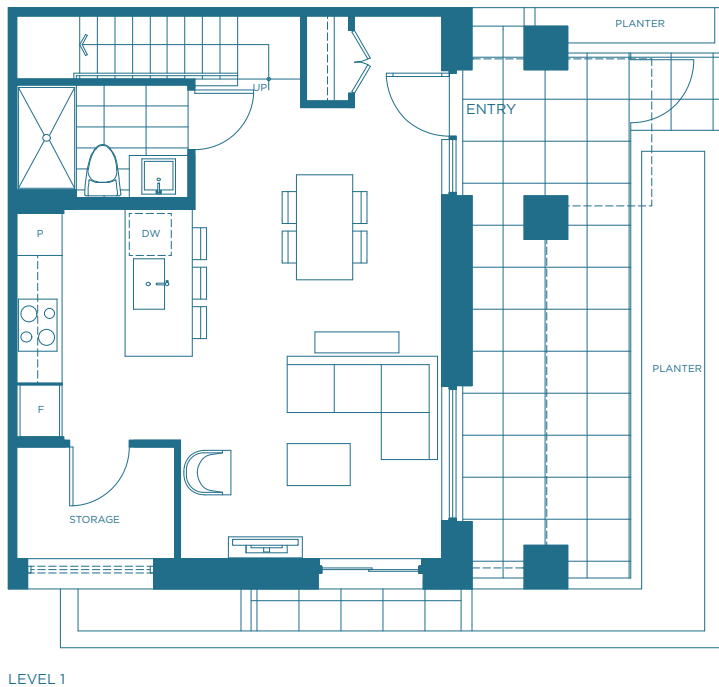 PLANTER
UP
ENTRY
P
DW
PLANTER
F
STORAGE
LEVEL 1